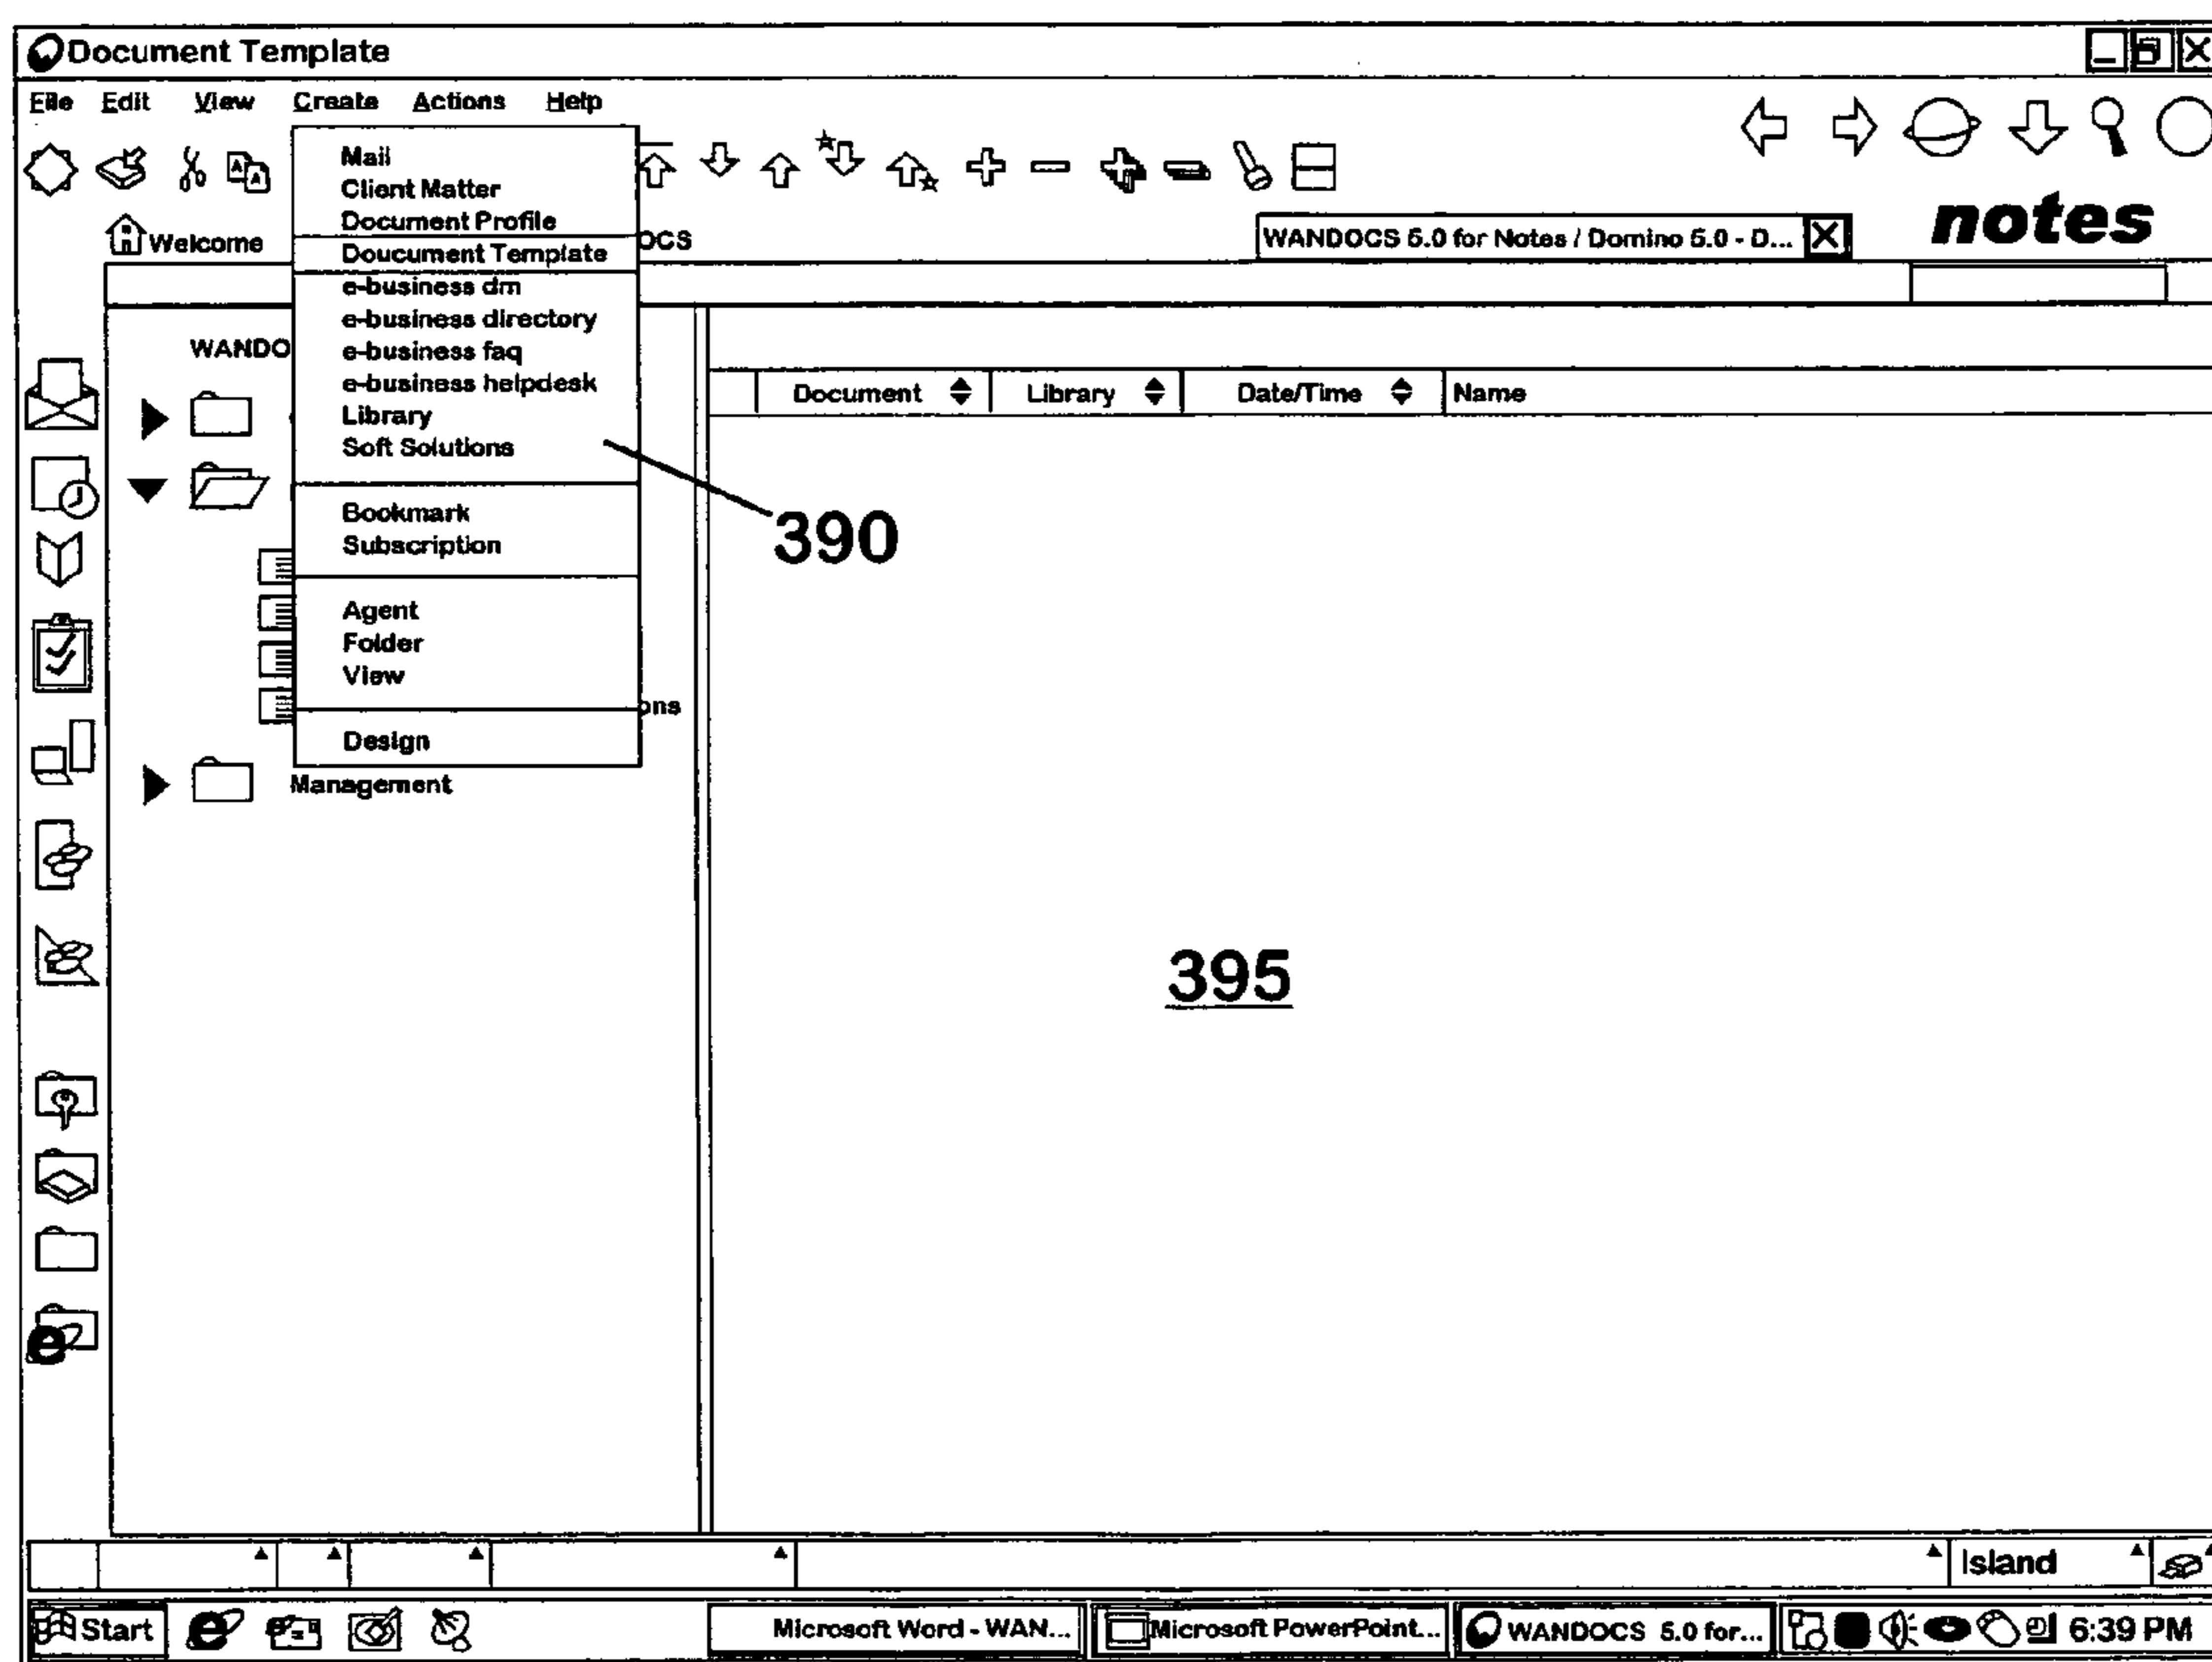 Document Template
File Edit View Create Actions Help
Mail
Client Matter
Document Profile
Doucument Template
e-business dm
e-business directory
e-business faq
e-business helpdesk
Library
Soft Solutions
Bookmark
Subscription
Agent
Folder
View
Design
Welcome
OCS
WANDOCS 5.0 for Notes / Domino 5.0 - D...
notes
WANDO
Document Library Date/Time Name
390
ons
Management
395
Island
Start
Microsoft Word - WAN...
Microsoft PowerPoint...
WANDOCS 5.0 for...
6:39 PM